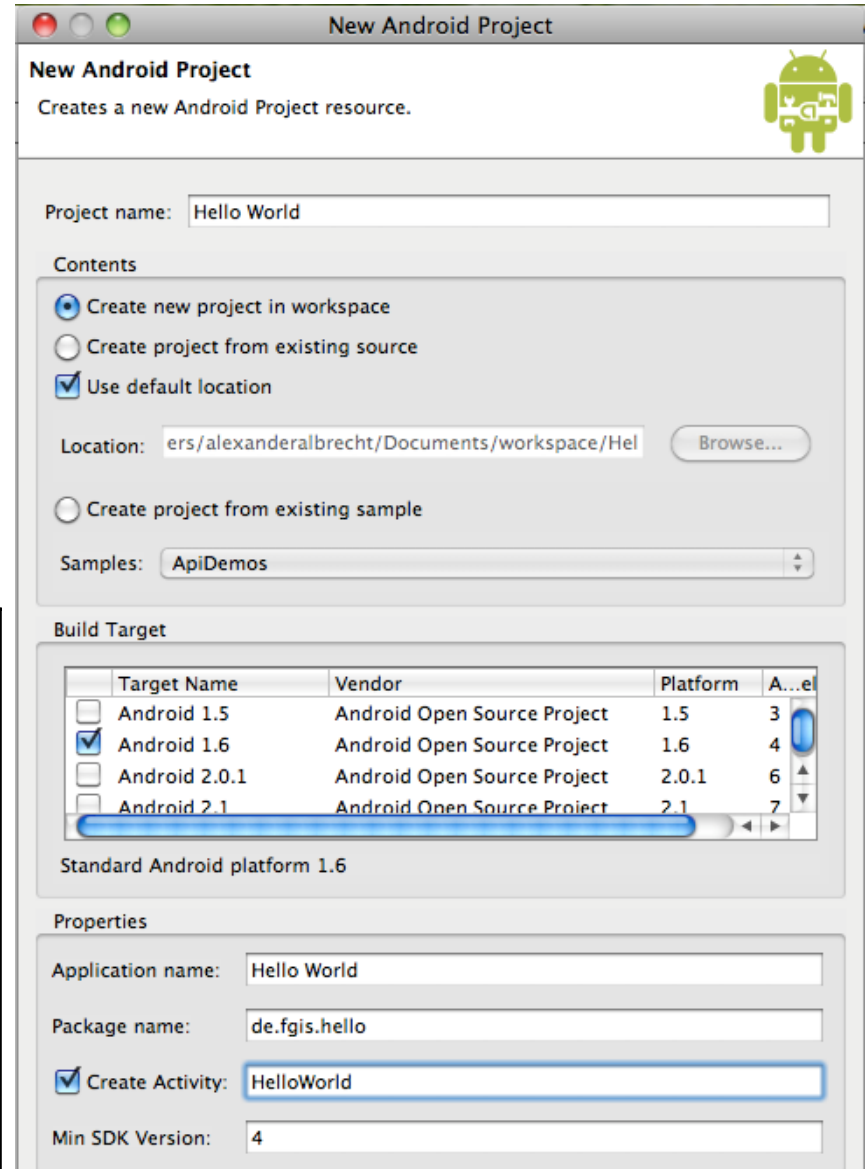 New Android Project
New Android Project
Creates a new Android Project resource.
Project name: Hello World
Contents
Create new project in workspace
Create project from existing source
Use default location
Location: ers/alexanderalbrecht/Documents/workspace/Hel Browse...
Create project from existing sample
Samples: ApiDemos
Build Target
Target Name Vendor Platform A...el
Android 1.5 Android Open Source Project 1.5 3
Android 1.6 Android Open Source Project 1.6 4
Android 2.0.1 Android Open Source Project 2.0.1 6
Android 2.1 Android Open Source Project 2.1 7
Standard Android platform 1.6
Properties
Application name: Hello World
Package name: de.fgis.hello
Create Activity: HelloWorld
Min SDK Version: 4